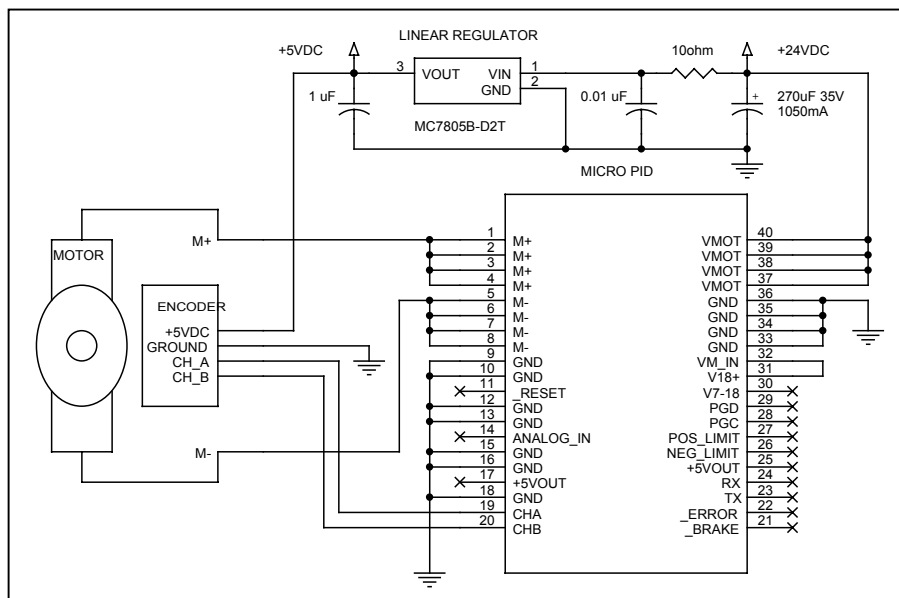 LINEAR REGULATOR
+5VDC
10ohm
+24VDC
3 VOUT VIN 1
GND 2
1 uF
0.01 uF
+
270uF 35V
1050mA
MC7805B-D2T
MICRO PID
MOTOR
M+
ENCODER
+5VDC
GROUND
CH_A
CH_B
M-
1 M+ VMOT 40
2 M+ VMOT 39
3 M+ VMOT 38
4 M+ VMOT 37
5 M- GND 36
6 M- GND 35
7 M- GND 34
8 M- GND 33
9 GND VM_IN 32
10 GND V18+ 31
11 _RESET V7-18 30
12 GND PGD 29
13 GND PGC 28
14 ANALOG_IN POS_LIMIT 27
15 GND NEG_LIMIT 26
16 GND +5VOUT 25
17 +5VOUT RX 24
18 GND TX 23
19 CHA _ERROR 22
20 CHB _BRAKE 21